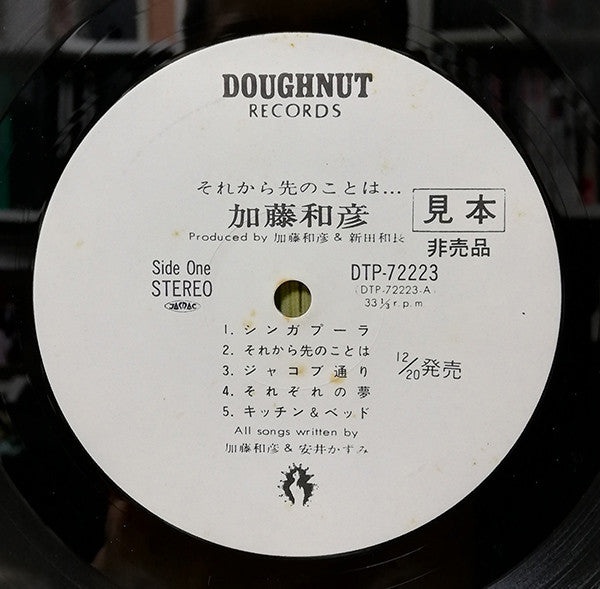 DOUGHNUT
RECORDS
それから先のことは...
加藤和彦
見本
Produced by 加藤和彦 & 新田和長
非売品
Side One
STEREO
DTP-72223
(DTP-72223-A)
33 1/3 r.p.m
1. シンガプーラ
2. それから先のことは
3. ジャコブ通り
4. それぞれの夢
5. キッチン&ベッド
12/20発売
All songs written by
加藤和彦 & 安井かずみ